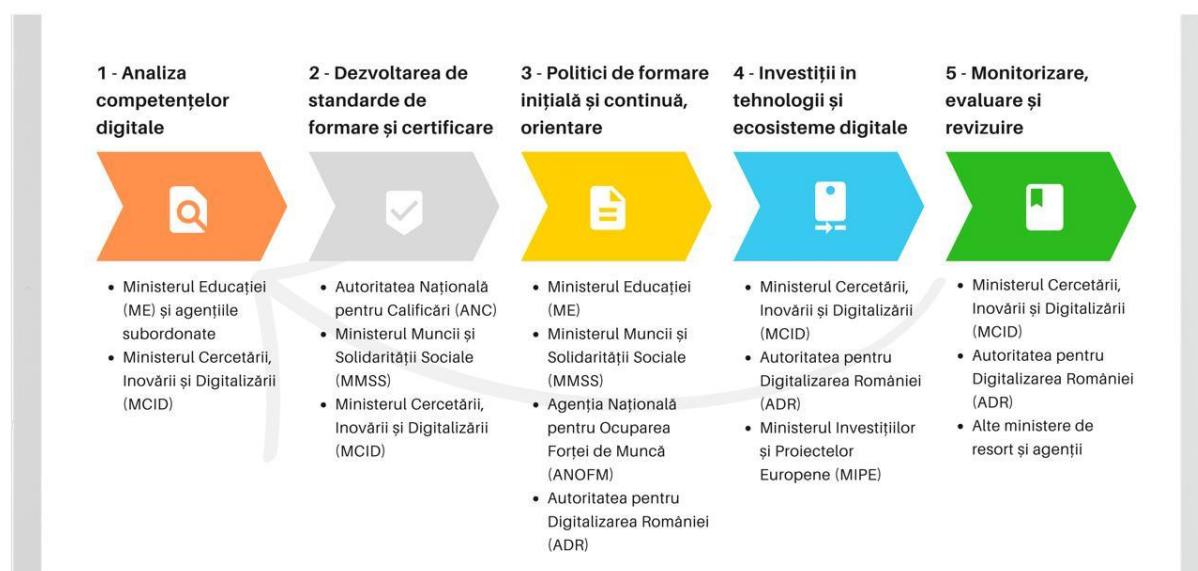 1 - Analiza
competențelor
digitale
2 - Dezvoltarea de
standarde de
formare și certificare
3 - Politici de formare
inițială și continuă,
orientare
4 - Investiții în
tehnologii și
ecosisteme digitale
5 - Monitorizare,
evaluare și
revizuire
• Ministerul Educației
(ME) și agențiile
subordonate
• Ministerul Cercetării,
Inovării și Digitalizării
(MCID)
• Autoritatea Națională
pentru Calificări (ANC)
• Ministerul Muncii și
Solidarității Sociale
(MMSS)
• Ministerul Cercetării,
Inovării și Digitalizării
(MCID)
• Ministerul Educației
(ME)
• Ministerul Muncii și
Solidarității Sociale
(MMSS)
• Agenția Națională
pentru Ocuparea
Forței de Muncă
(ANOFM)
• Autoritatea pentru
Digitalizarea României
(ADR)
• Ministerul Cercetării,
Inovării și Digitalizării
(MCID)
• Autoritatea pentru
Digitalizarea României
(ADR)
• Ministerul Investițiilor
și Proiectelor
Europene (MIPE)
• Ministerul Cercetării,
Inovării și Digitalizării
(MCID)
• Autoritatea pentru
Digitalizarea României
(ADR)
• Alte ministere de
resort și agenții